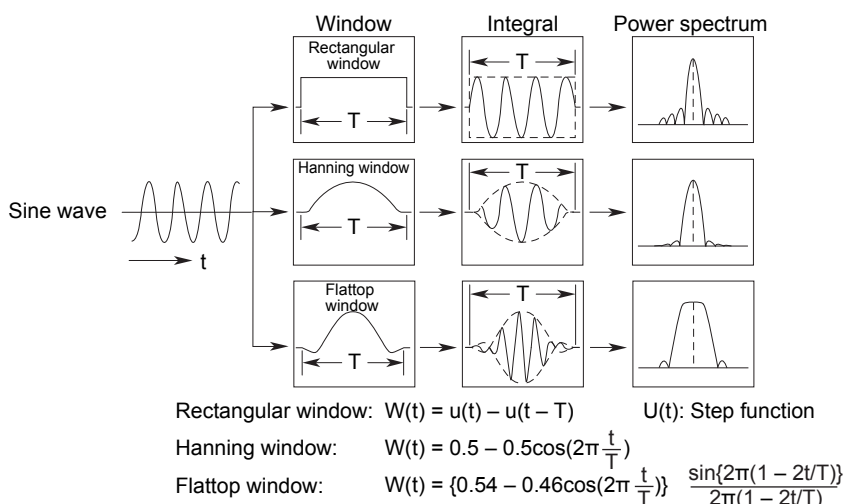 Window Integral Power spectrum
Rectangular
window
T
T
Hanning window
T
T
Sine wave
t
Flattop
window
T
T
Rectangular window: W(t) = u(t) – u(t – T) U(t): Step function
Hanning window: W(t) = 0.5 – 0.5cos(2π t/T)
Flattop window: W(t) = {0.54 – 0.46cos(2π t/T)} sin{2π(1 – 2t/T)}
2π(1 – 2t/T)